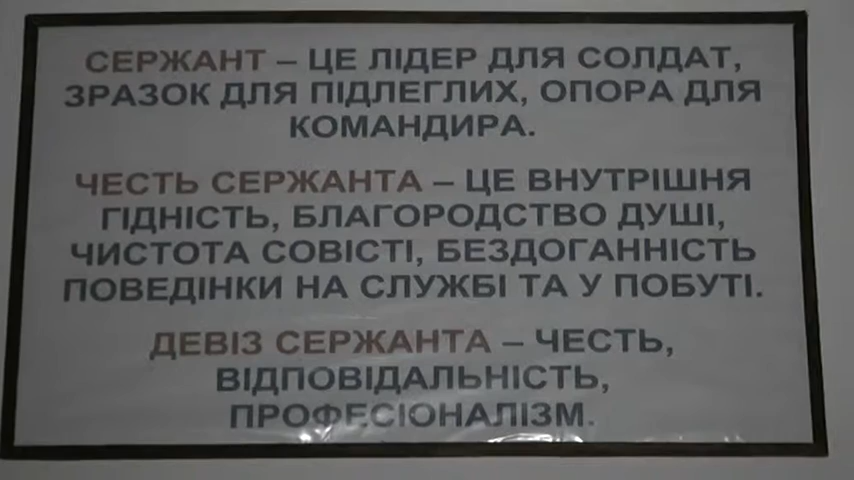 СЕРЖАНТ – ЦЕ ЛІДЕР ДЛЯ СОЛДАТ,
ЗРАЗОК ДЛЯ ПІДЛЕГЛИХ, ОПОРА ДЛЯ
КОМАНДИРА.
ЧЕСТЬ СЕРЖАНТА – ЦЕ ВНУТРІШНЯ
ГІДНІСТЬ, БЛАГОРОДСТВО ДУШІ,
ЧИСТОТА СОВІСТІ, БЕЗДОГАННІСТЬ
ПОВЕДІНКИ НА СЛУЖБІ ТА У ПОБУТІ.
ДЕВІЗ СЕРЖАНТА – ЧЕСТЬ,
ВІДПОВІДАЛЬНІСТЬ,
ПРОФЕСІОНАЛІЗМ.